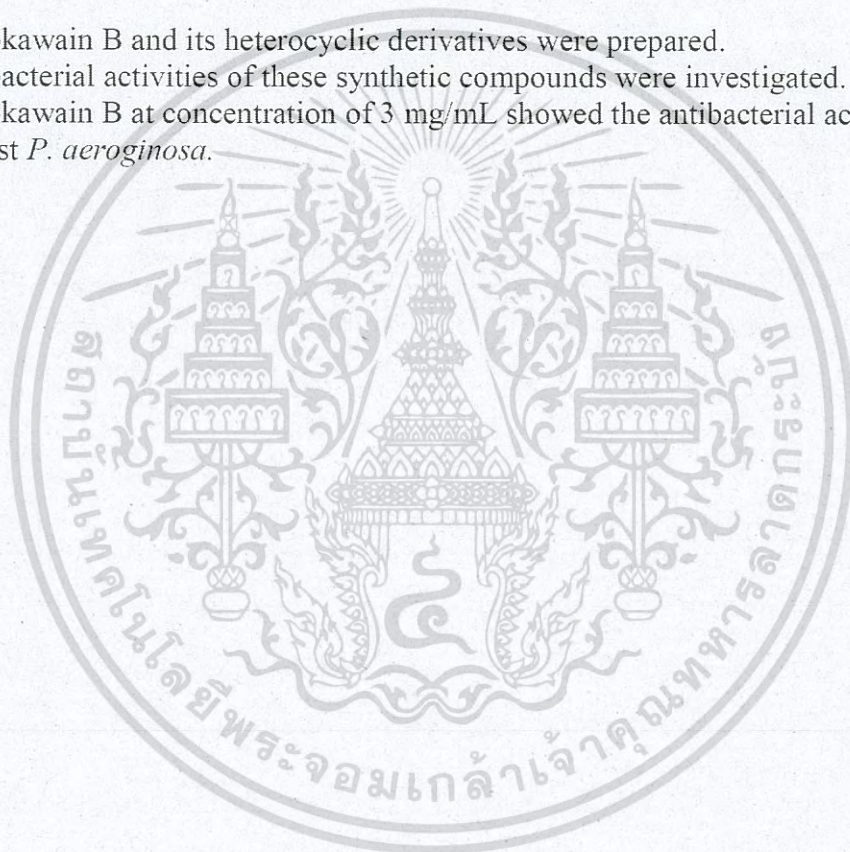 kawain B and its heterocyclic derivatives were prepared.
acterial activities of these synthetic compounds were investigated.
kawain B at concentration of 3 mg/mL showed the antibacterial ac
st P. aeroginosa.
๔
สถาบันเทคโนโลยีพระจอมเกล้าเจ้าคุณทหารลาดกระบัง